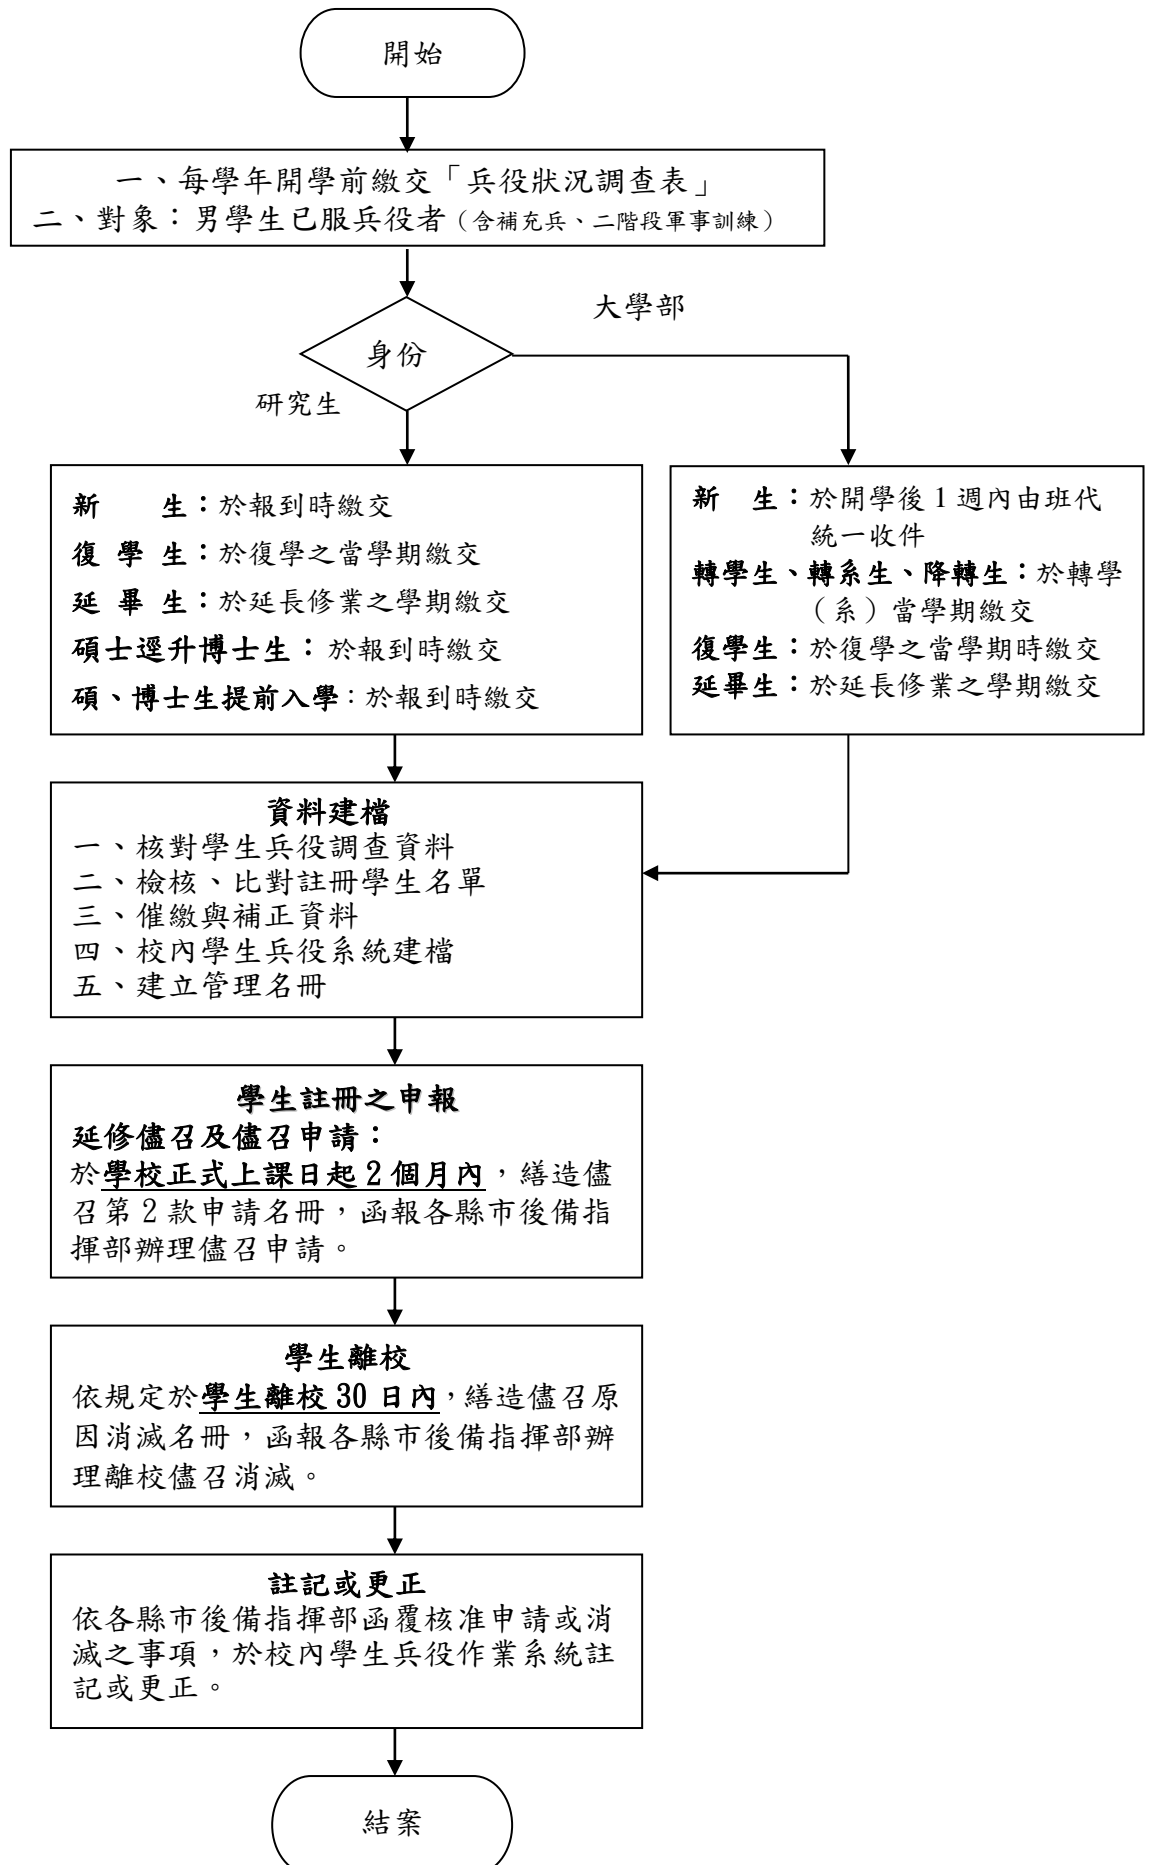 開始
一、每學年開學前繳交「兵役狀況調查表」
二、對象：男學生已服兵役者（含補充兵、二階段軍事訓練）
大學部
身份
研究生
新　　生：於報到時繳交
復 學 生：於復學之當學期繳交
延 畢 生：於延長修業之學期繳交
碩士逕升博士生：於報到時繳交
碩、博士生提前入學：於報到時繳交
新　生：於開學後 1 週內由班代
統一收件
轉學生、轉系生、降轉生：於轉學
（系）當學期繳交
復學生：於復學之當學期時繳交
延畢生：於延長修業之學期繳交
資料建檔
一、核對學生兵役調查資料
二、檢核、比對註冊學生名單
三、催繳與補正資料
四、校內學生兵役系統建檔
五、建立管理名冊
學生註冊之申報
延修儘召及儘召申請：
於學校正式上課日起 2 個月內，繕造儘
召第 2 款申請名冊，函報各縣市後備指
揮部辦理儘召申請。
學生離校
依規定於學生離校 30 日內，繕造儘召原
因消滅名冊，函報各縣市後備指揮部辦
理離校儘召消滅。
註記或更正
依各縣市後備指揮部函覆核准申請或消
滅之事項，於校內學生兵役作業系統註
記或更正。
結案